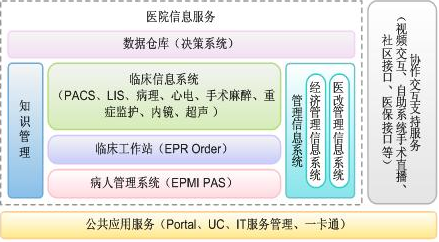 医院信息服务
数据仓库（决策系统）
知识管理
临床信息系统
（PACS、LIS、病理、心电、手术麻醉、重
症监护、内镜、超声 ）
临床工作站（EPR Order）
病人管理系统（EPMI PAS）
管理信息系统
经济管理信息系统
医改管理信息系统
协作交互支持服务
（视频交互、自助系统手术直播、
社区接口、医保接口等）
公共应用服务（Portal、UC、IT服务管理、一卡通）